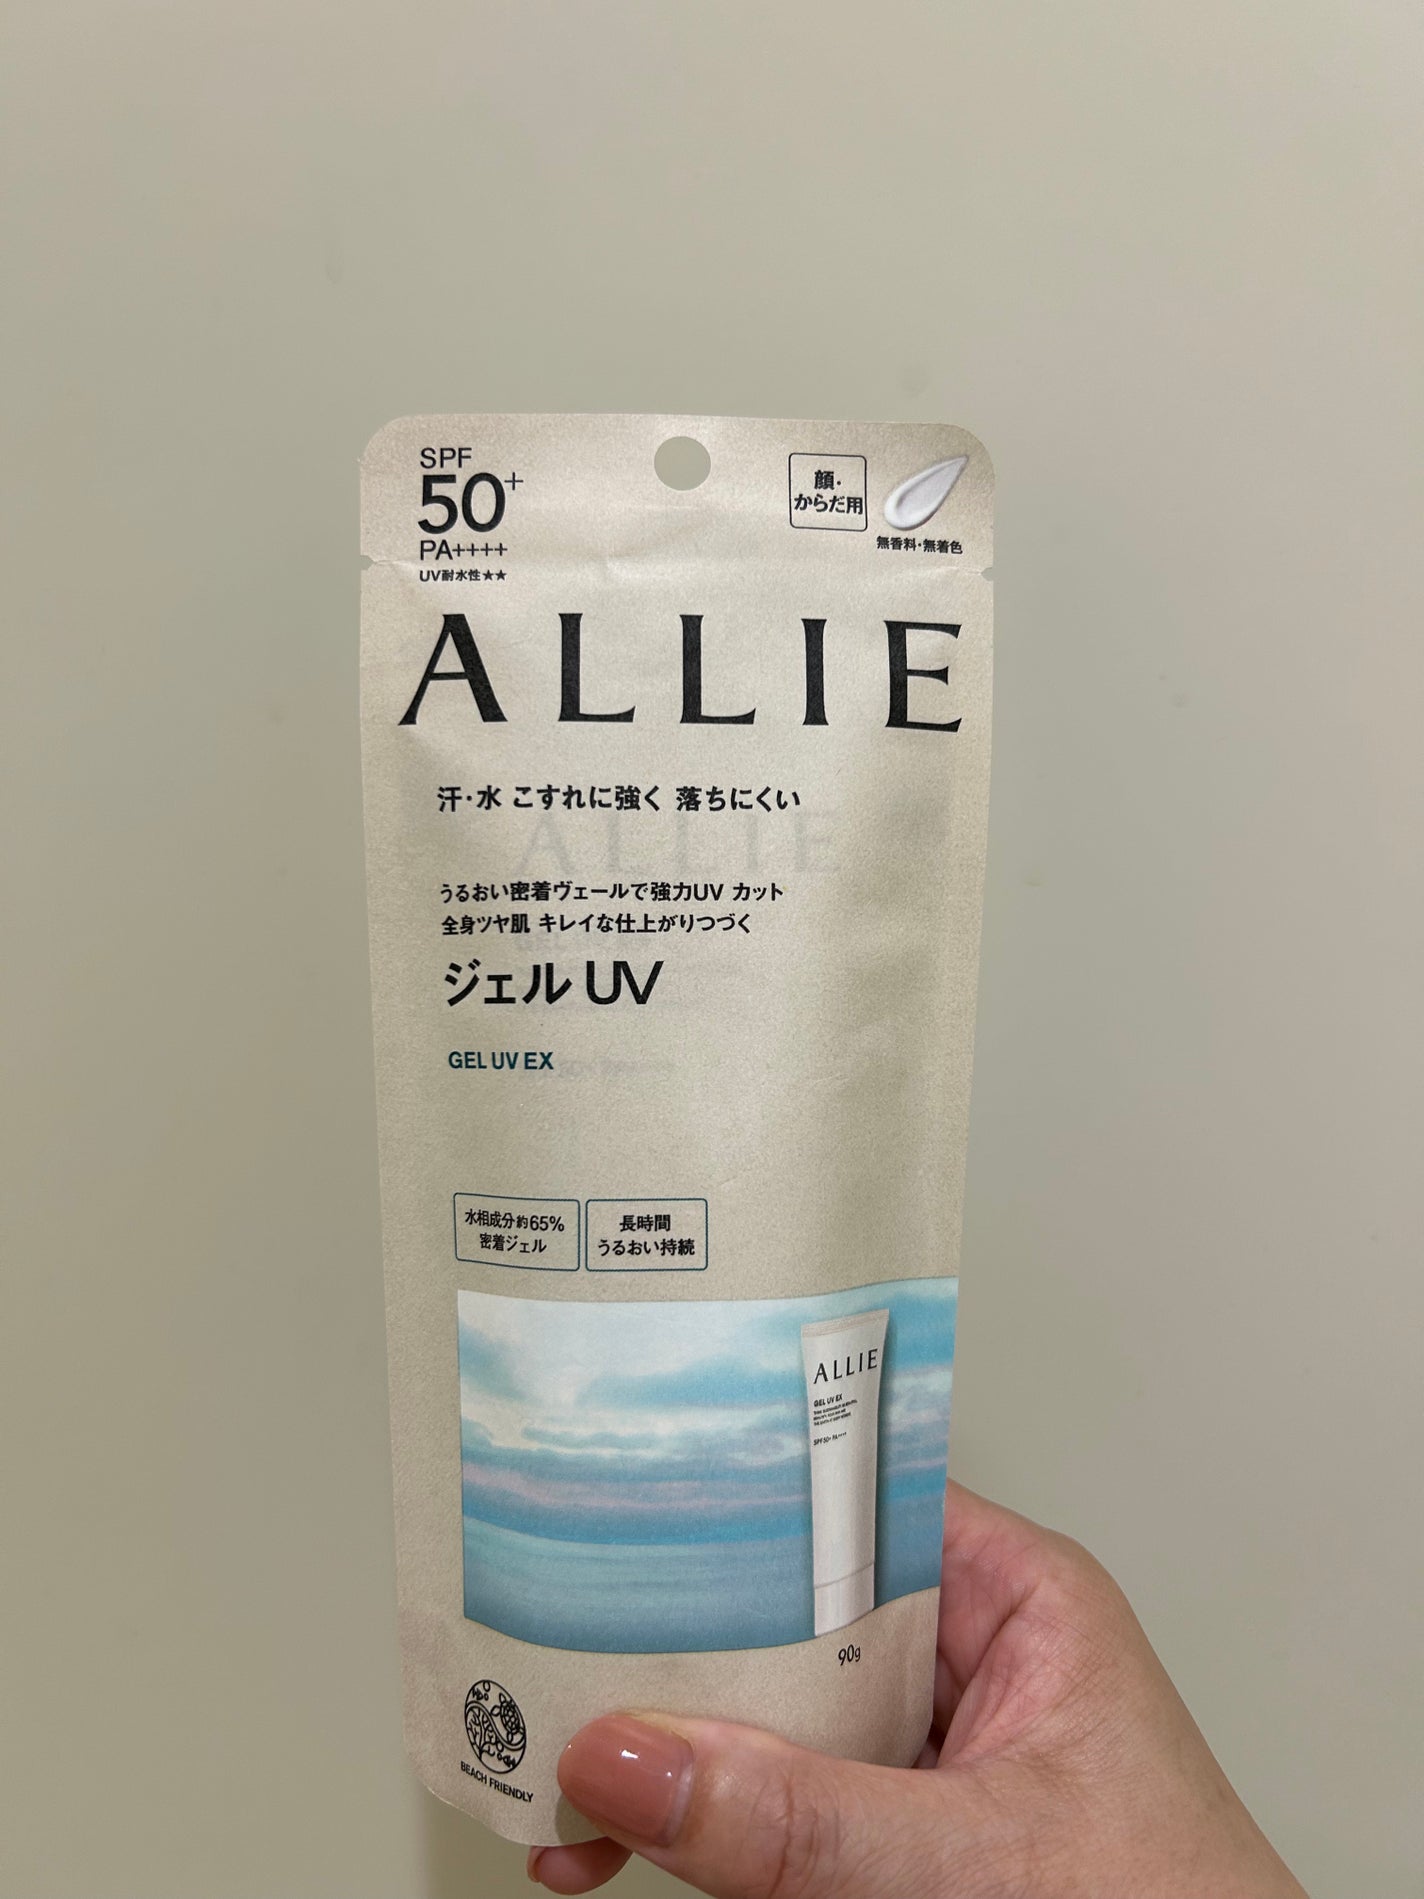 SPF
50+
PA++++
UV耐水性★★
顔・
からだ用
無香料・無着色
ALLIE
汗・水 こすれに強く 落ちにくい
うるおい密着ヴェールで強力UV カット
全身ツヤ肌 キレイな仕上がりつづく
ジェル UV
GEL UV EX
水相成分約65%
密着ジェル
長時間
うるおい持続
ALLIE
GEL UV EX
SPF50+ PA++++
90g
BEACH FRIENDLY